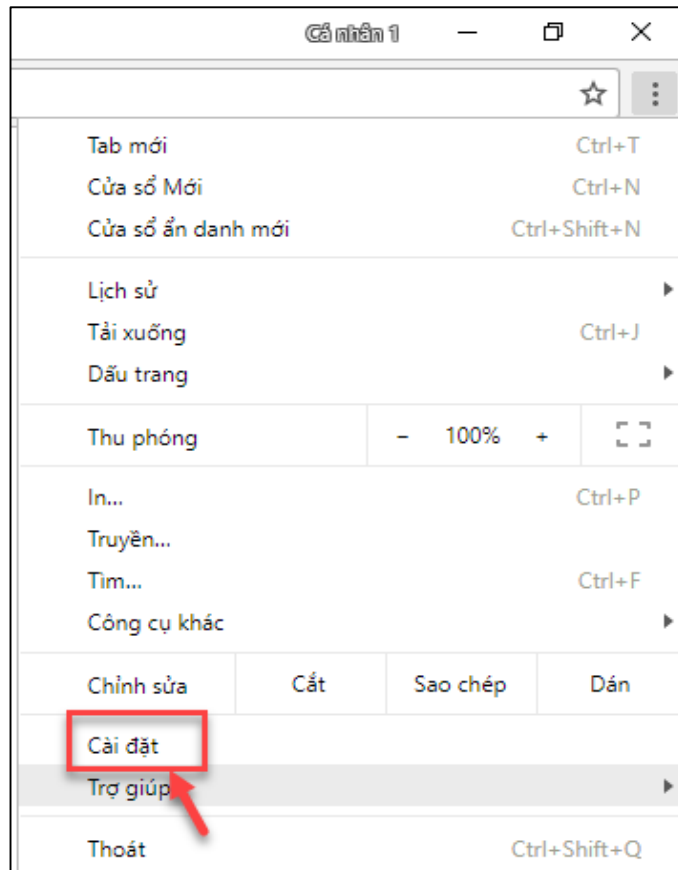 Cá nhân 1
Tab mới Ctrl+T
Cửa sổ Mới Ctrl+N
Cửa sổ ẩn danh mới Ctrl+Shift+N
Lịch sử
Tải xuống Ctrl+J
Dấu trang
Thu phóng - 100% +
In... Ctrl+P
Truyền...
Tìm... Ctrl+F
Công cụ khác
Chỉnh sửa Cắt Sao chép Dán
Cài đặt
Trợ giúp
Thoát Ctrl+Shift+Q